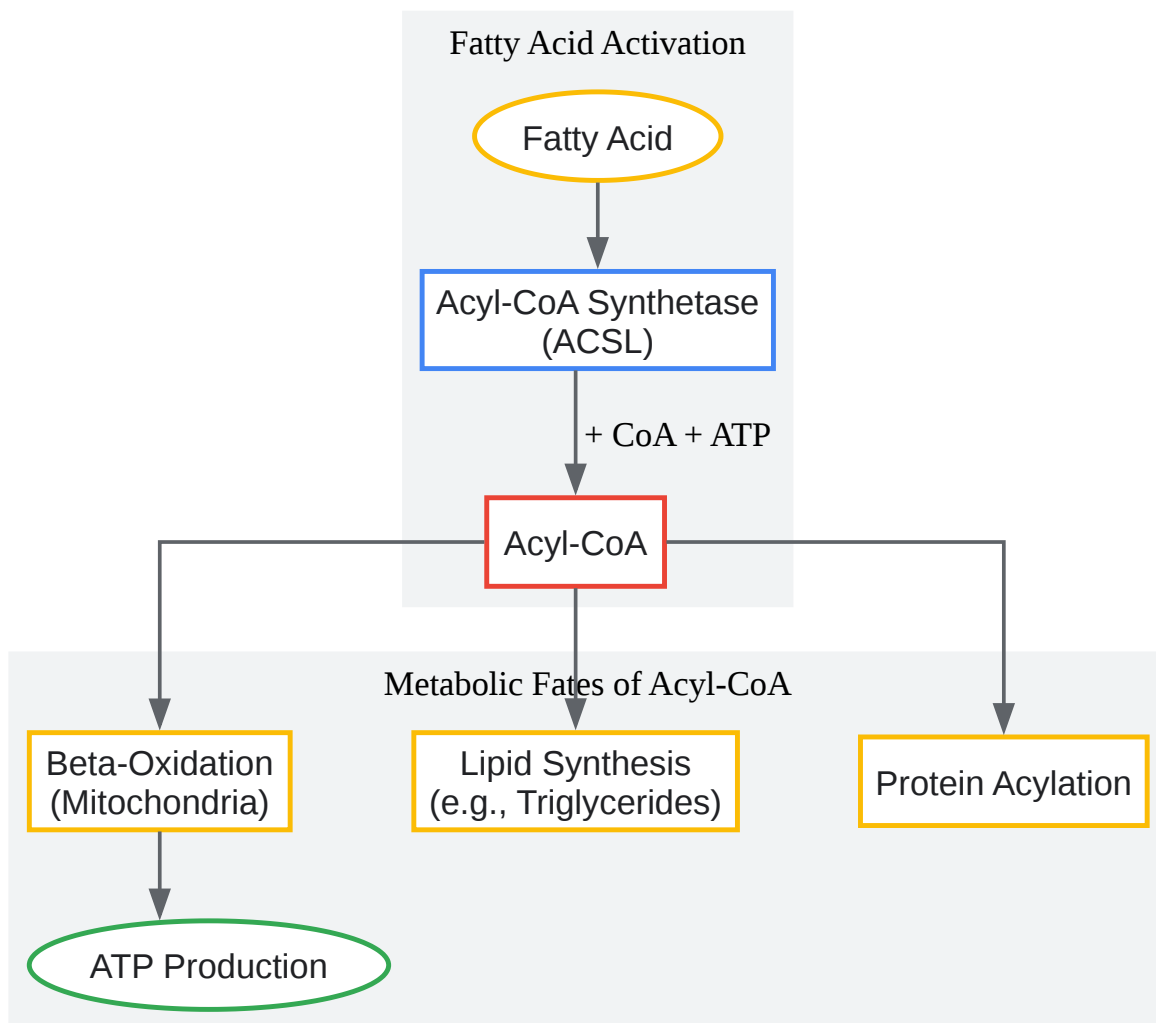 Fatty Acid Activation
Fatty Acid
Acyl-CoA Synthetase
(ACSL)
+ CoA + ATP
Acyl-CoA
Metabolic Fates of Acyl-CoA
Beta-Oxidation
(Mitochondria)
Lipid Synthesis
(e.g., Triglycerides)
Protein Acylation
ATP Production